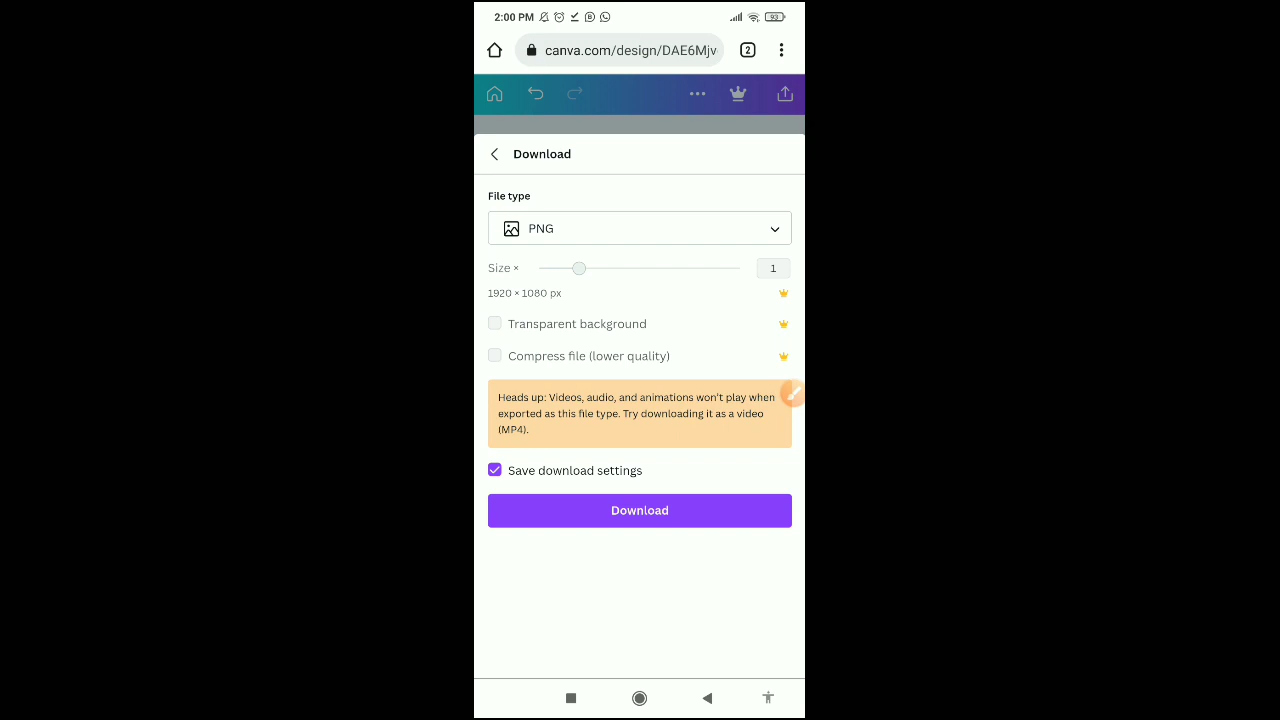 2:00 PM
93
canva.com/design/DAE6Mjv
2
Download
File type
PNG
Size × 1
1920 × 1080 px
Transparent background
Compress file (lower quality)
Heads up: Videos, audio, and animations won't play when
exported as this file type. Try downloading it as a video
(MP4).
Save download settings
Download